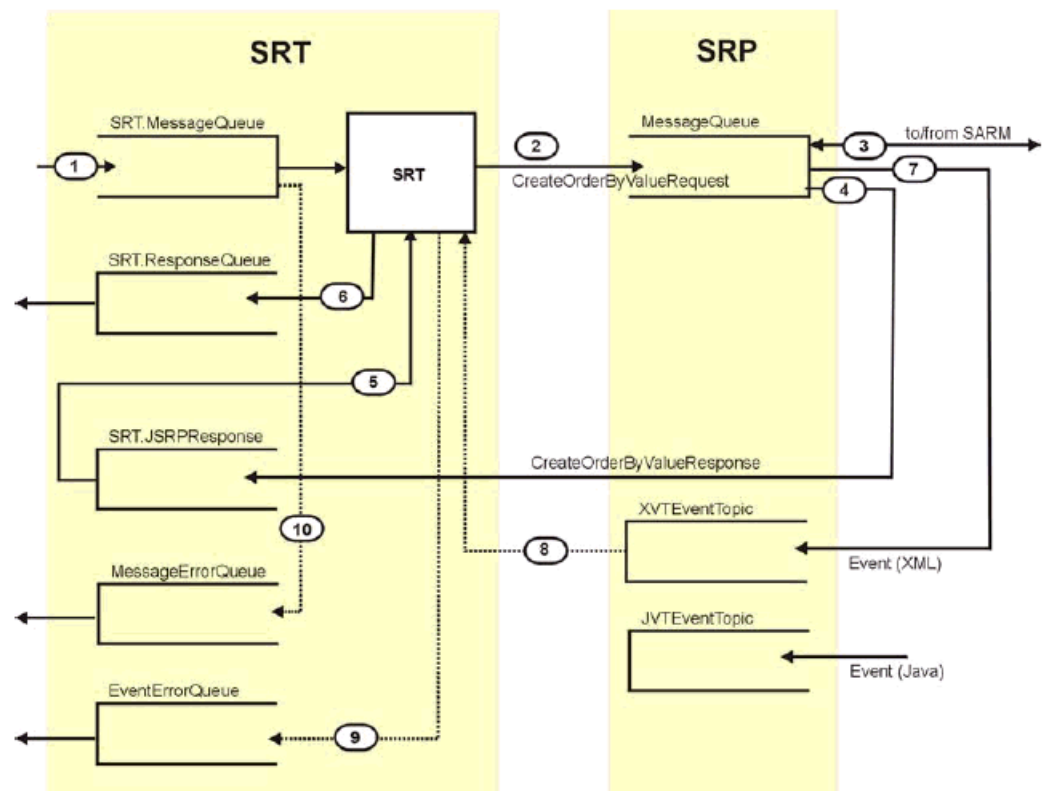 SRT
SRP
SRT.MessageQueue
MessageQueue
1
SRT
2
3
to/from SARM
7
CreateOrderByValueRequest
4
SRT.ResponseQueue
6
5
SRT.JSRPResponse
CreateOrderByValueResponse
XVTEventTopic
10
8
Event (XML)
MessageErrorQueue
JVTEventTopic
Event (Java)
EventErrorQueue
9